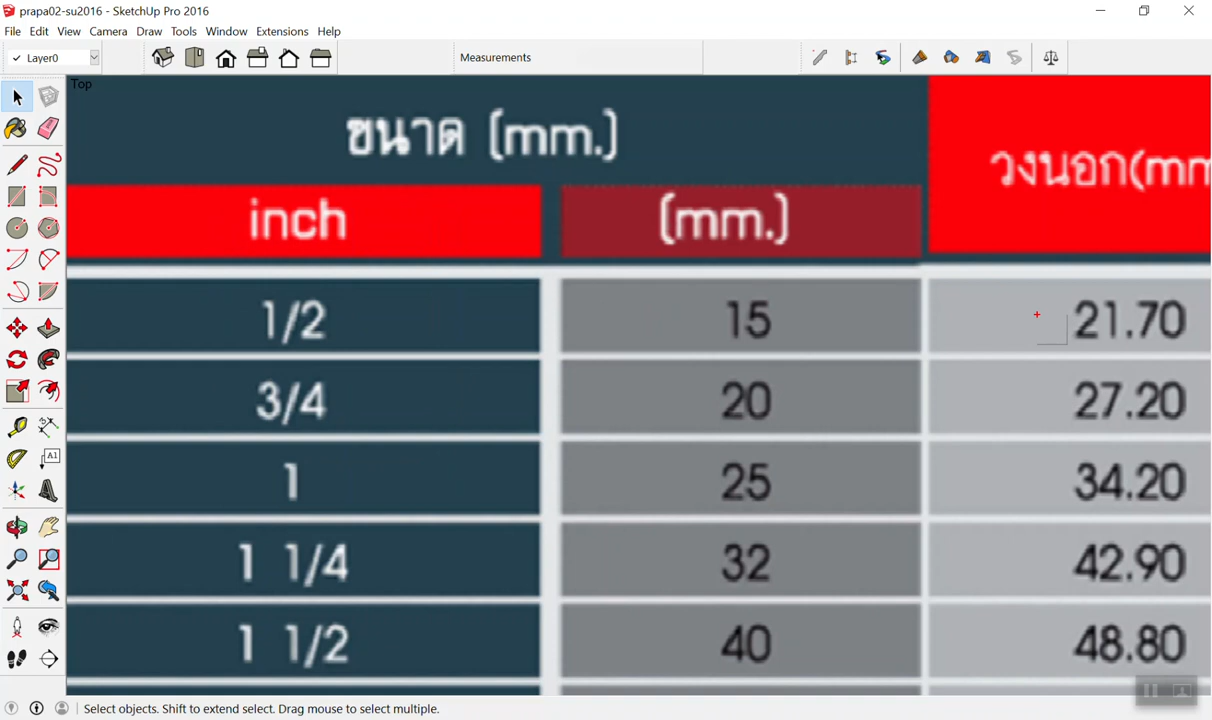 prapa02-su2016 - SketchUp Pro 2016
File Edit View Camera Draw Tools Window Extensions Help
Layer0
Measurements
Top
ขนาด (mm.)
วงนอก(mm
inch (mm.)
1/2 15 21.70
3/4 20 27.20
1 25 34.20
1 1/4 32 42.90
1 1/2 40 48.80
A1
Select objects. Shift to extend select. Drag mouse to select multiple.